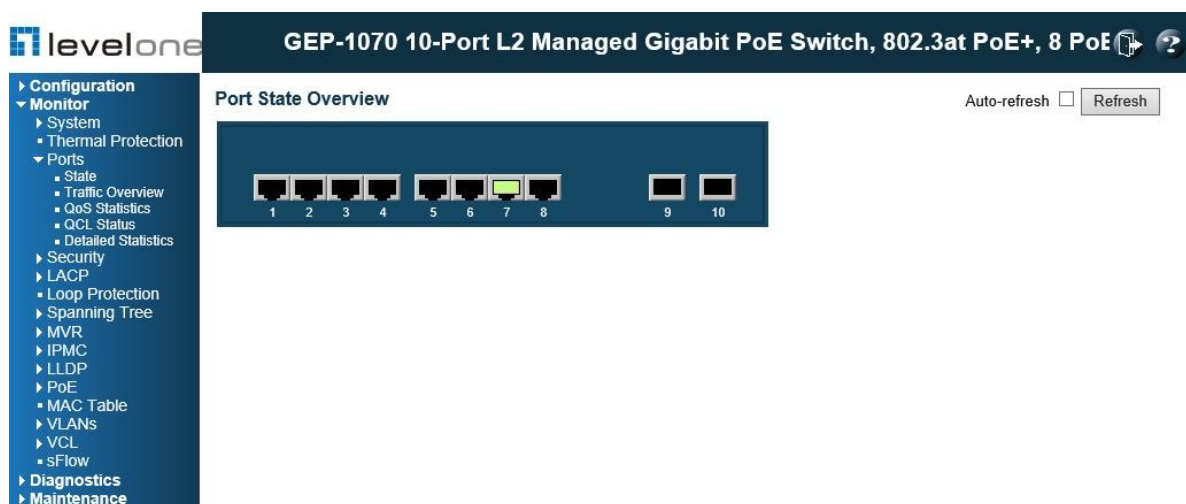 levelone
GEP-1070 10-Port L2 Managed Gigabit PoE Switch, 802.3at PoE+, 8 PoE
?
Configuration
Monitor
System
Thermal Protection
Ports
State
Traffic Overview
QoS Statistics
QCL Status
Detailed Statistics
Security
LACP
Loop Protection
Spanning Tree
MVR
IPMC
LLDP
PoE
MAC Table
VLANs
VCL
sFlow
Diagnostics
Maintenance
Port State Overview
Auto-refresh Refresh
1 2 3 4 5 6 7 8 9 10